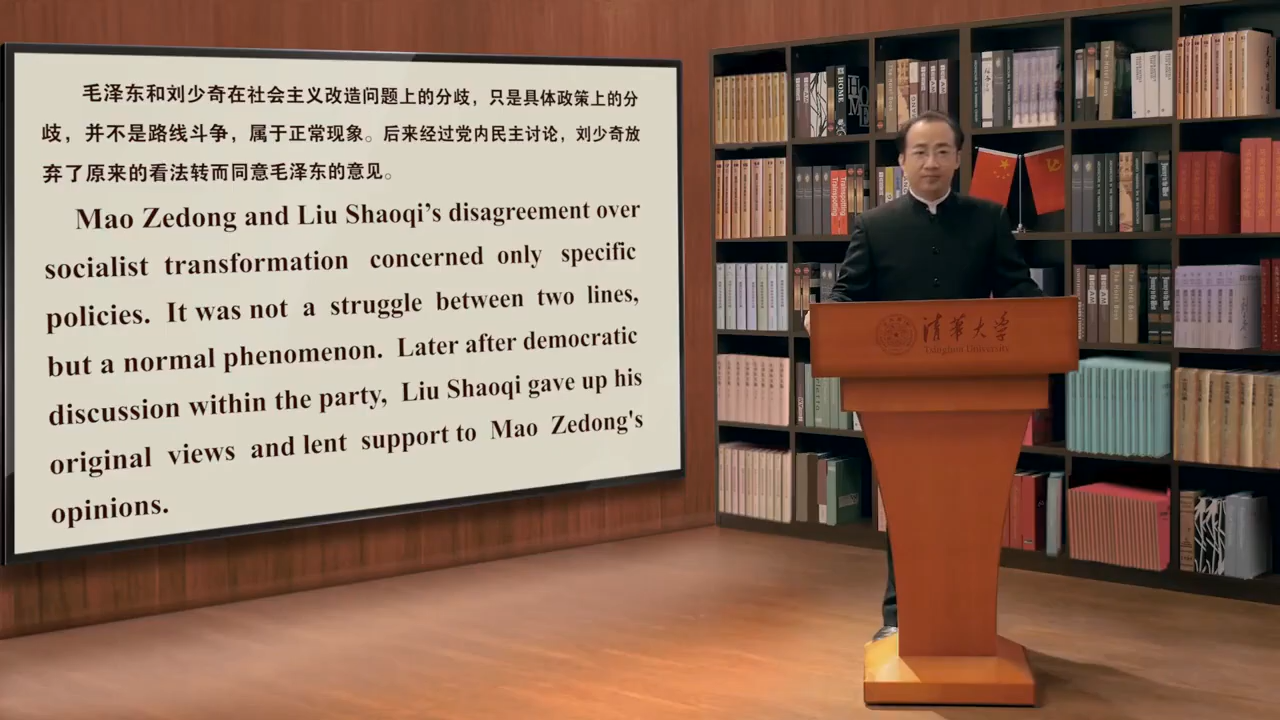 毛泽东和刘少奇在社会主义改造问题上的分歧，只是具体政策上的分
歧，并不是路线斗争，属于正常现象。后来经过党内民主讨论，刘少奇放
弃了原来的看法转而同意毛泽东的意见。
Mao Zedong and Liu Shaoqi’s disagreement over
socialist transformation concerned only specific
policies. It was not a struggle between two lines,
but a normal phenomenon. Later after democratic
discussion within the party, Liu Shaoqi gave up his
original views and lent support to Mao Zedong's
opinions.
HOME
Trainspotting
清华大学
Tsinghua University